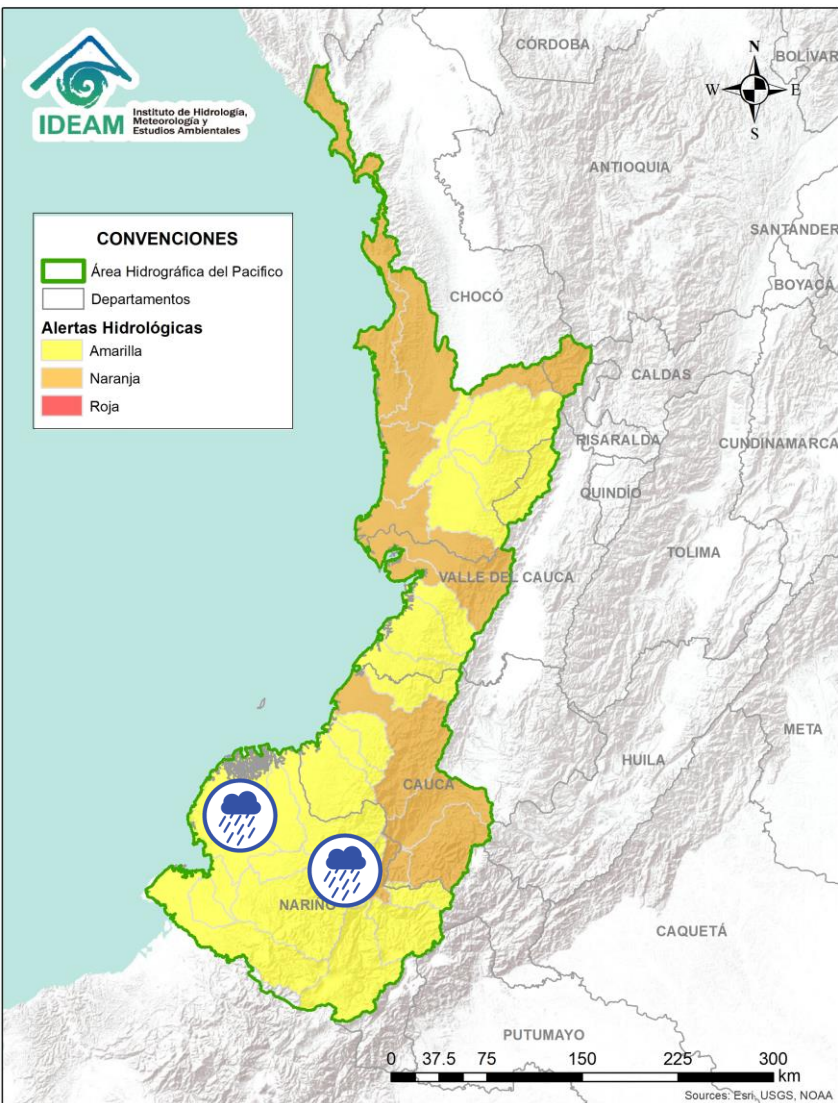 IDEAM
Instituto de Hidrología,
Meteorología y
Estudios Ambientales
CÓRDOBA
BOLÍVAR
N
W
E
S
ANTIOQUIA
SANTANDER
BOYACÁ
CONVENCIONES
Área Hidrográfica del Pacifico
Departamentos
Alertas Hidrológicas
Amarilla
Naranja
Roja
CHOCÓ
CALDAS
RISARALDA
CUNDINAMARCA
QUINDÍO
TOLIMA
VALLE DEL CAUCA
META
HUILA
CAUCA
NARIÑO
CAQUETÁ
PUTUMAYO
0 37.5 75 150 225 300
km
Sources: Esri, USGS, NOAA